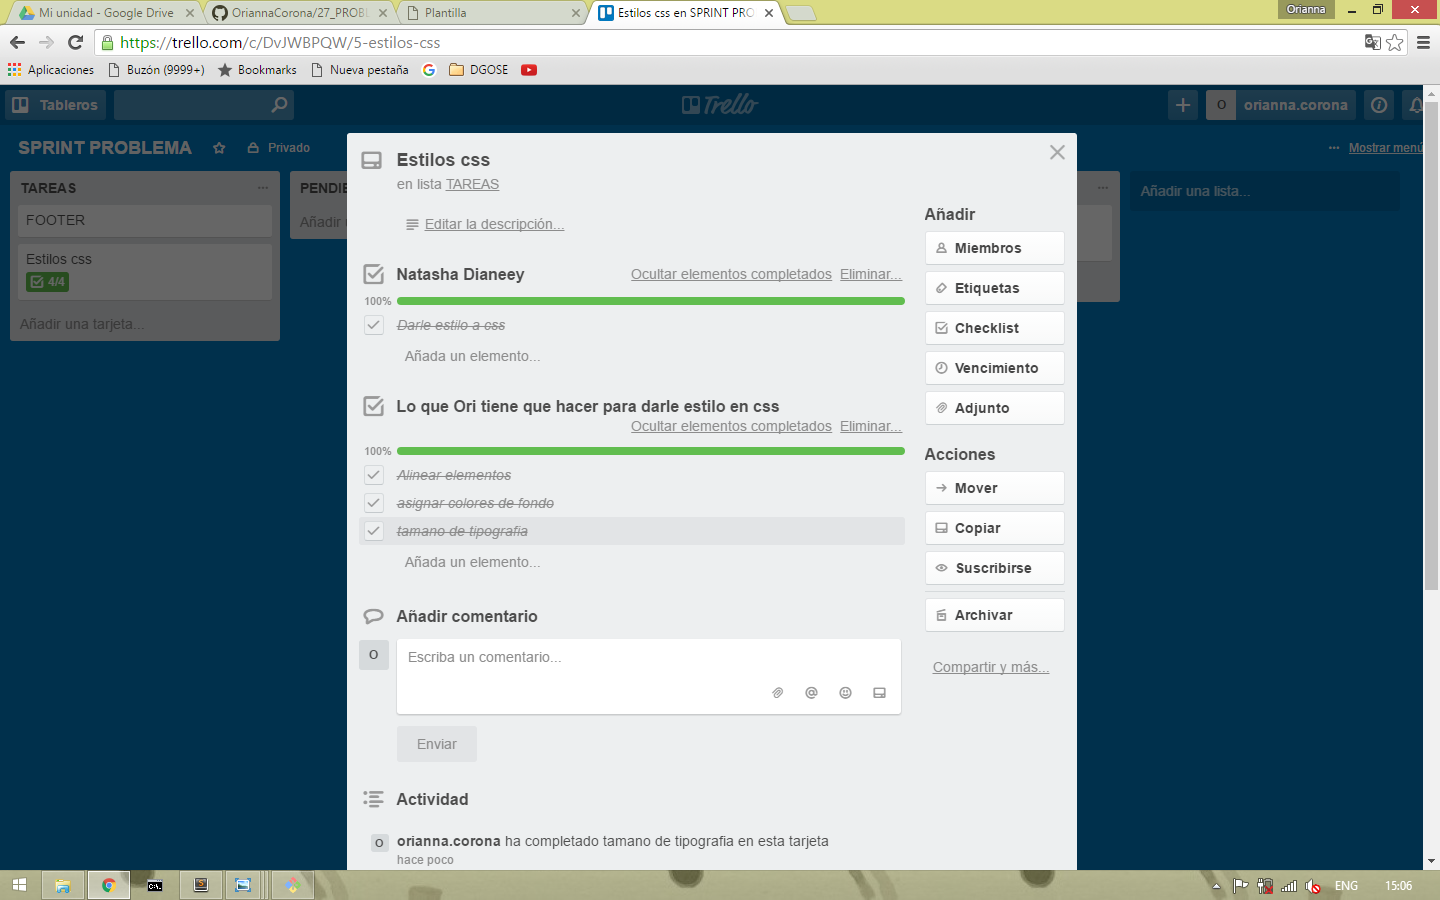 Mi unidad - Google Drive
OriannaCorona/27_PROBL
Plantilla
Estilos css en SPRINT PRO
Orianna
https://trello.com/c/DvJWBPQW/5-estilos-css
Aplicaciones
Buzón (9999+)
Bookmarks
Nueva pestaña
DGOSE
Tableros
Trello
O
orianna.corona
SPRINT PROBLEMA
Privado
Mostrar menú
TAREAS
FOOTER
Estilos css
4/4
Añadir una tarjeta...
PENDIE
Añadir
Añadir una lista...
Estilos css
en lista TAREAS
Editar la descripción...
Natasha Dianeey
Ocultar elementos completados Eliminar...
100%
Darle estilo a css
Añada un elemento...
Lo que Ori tiene que hacer para darle estilo en css
Ocultar elementos completados Eliminar...
100%
Alinear elementos
asignar colores de fondo
tamano de tipografia
Añada un elemento...
Añadir comentario
O
Escriba un comentario...
Enviar
Actividad
O
orianna.corona ha completado tamano de tipografia en esta tarjeta
hace poco
Añadir
Miembros
Etiquetas
Checklist
Vencimiento
Adjunto
Acciones
Mover
Copiar
Suscribirse
Archivar
Compartir y más...
ENG
15:06